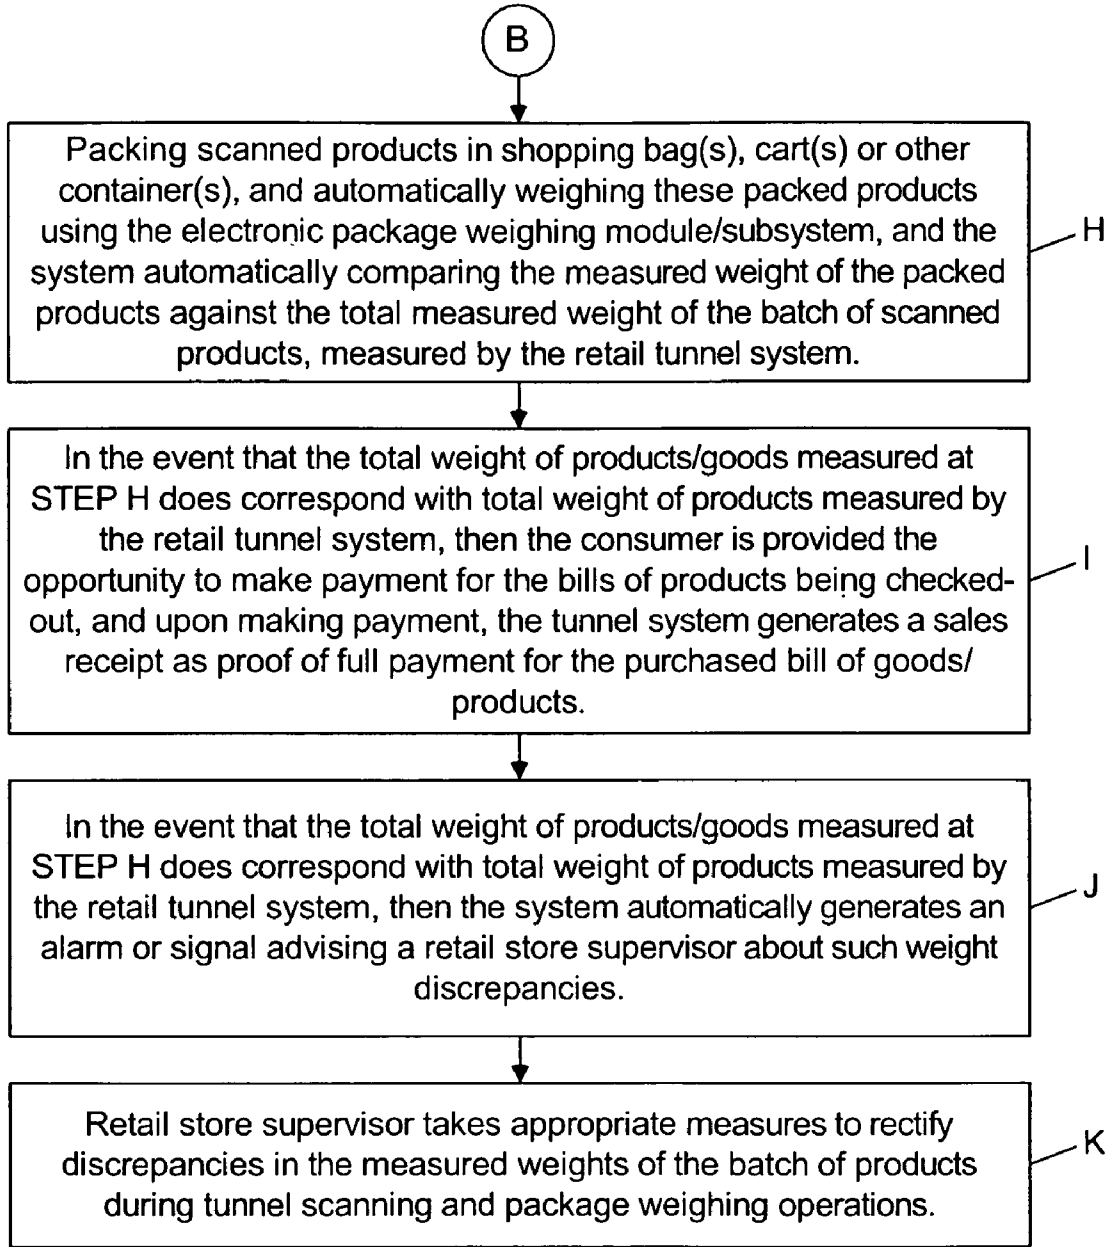 B
Packing scanned products in shopping bag(s), cart(s) or other
container(s), and automatically weighing these packed products
using the electronic package weighing module/subsystem, and the
system automatically comparing the measured weight of the packed
products against the total measured weight of the batch of scanned
products, measured by the retail tunnel system.
H
In the event that the total weight of products/goods measured at
STEP H does correspond with total weight of products measured by
the retail tunnel system, then the consumer is provided the
opportunity to make payment for the bills of products being checked-
out, and upon making payment, the tunnel system generates a sales
receipt as proof of full payment for the purchased bill of goods/
products.
I
In the event that the total weight of products/goods measured at
STEP H does correspond with total weight of products measured by
the retail tunnel system, then the system automatically generates an
alarm or signal advising a retail store supervisor about such weight
discrepancies.
J
Retail store supervisor takes appropriate measures to rectify
discrepancies in the measured weights of the batch of products
during tunnel scanning and package weighing operations.
K